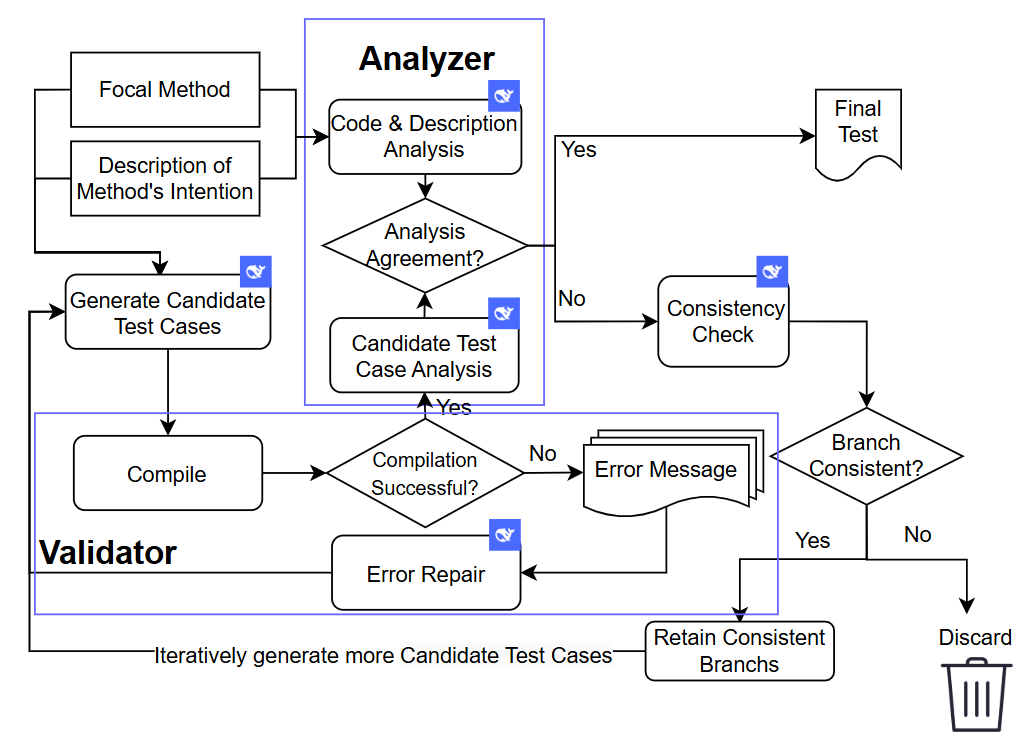 Analyzer
Focal Method
Description of
Method's Intention
Code & Description
Analysis
Final
Test
Yes
Analysis
Agreement?
Generate Candidate
Test Cases
No
Consistency
Check
Candidate Test
Case Analysis
Yes
Compile
Compilation
Successful?
No
Error Message
Branch
Consistent?
Validator
Error Repair
Yes
No
Iteratively generate more Candidate Test Cases
Retain Consistent
Branchs
Discard